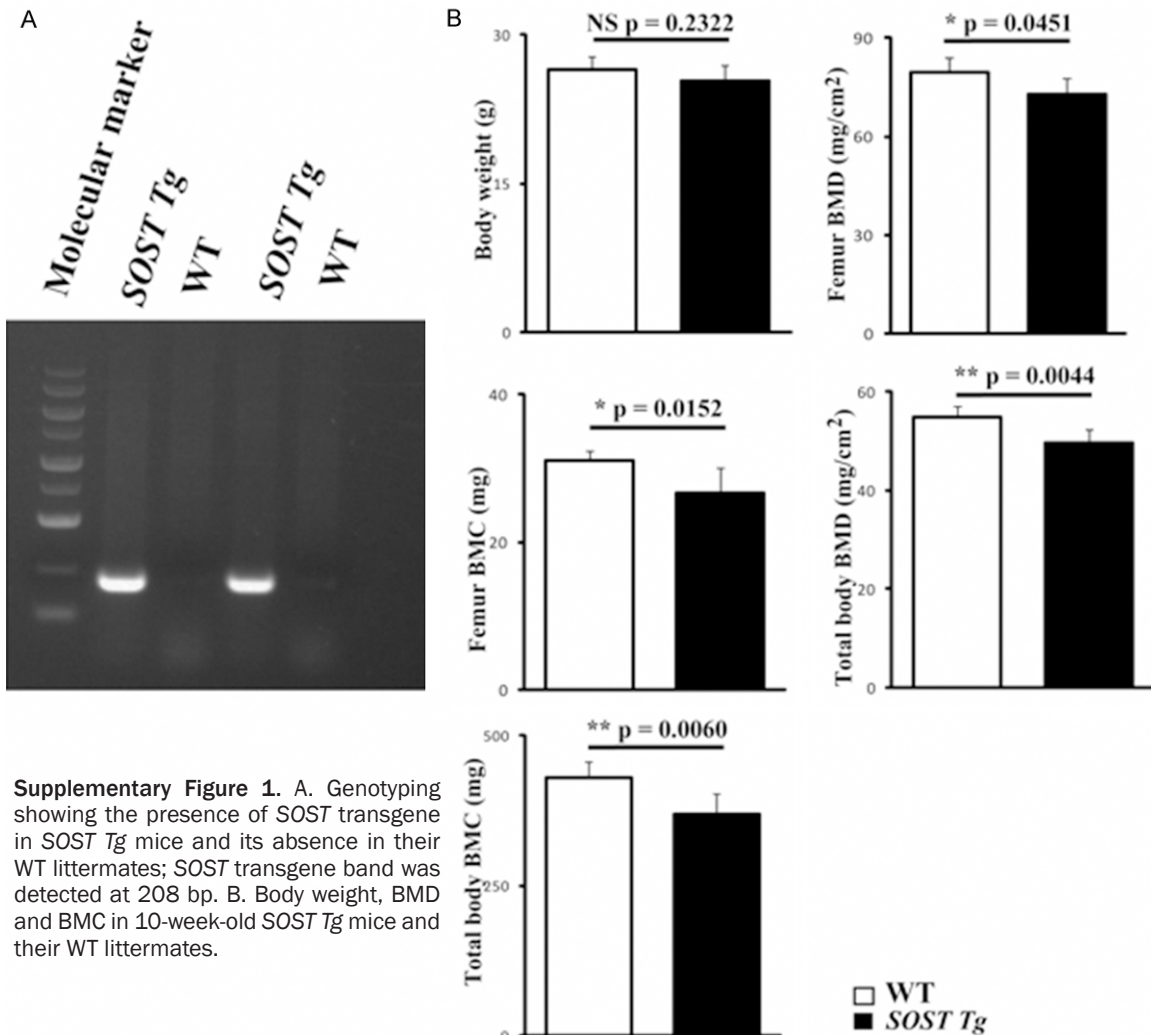 A
Molecular marker
SOST Tg
WT
SOST Tg
WT
B
NS p = 0.2322
30
15
0
Body weight (g)
* p = 0.0451
90
60
30
0
Femur BMD (mg/cm²)
* p = 0.0152
40
20
0
Femur BMC (mg)
** p = 0.0044
60
40
20
0
Total body BMD (mg/cm²)
** p = 0.0060
500
250
0
Total body BMC (mg)
WT
SOST Tg
Supplementary Figure 1. A. Genotyping
showing the presence of SOST transgene
in SOST Tg mice and its absence in their
WT littermates; SOST transgene band was
detected at 208 bp. B. Body weight, BMD
and BMC in 10-week-old SOST Tg mice and
their WT littermates.